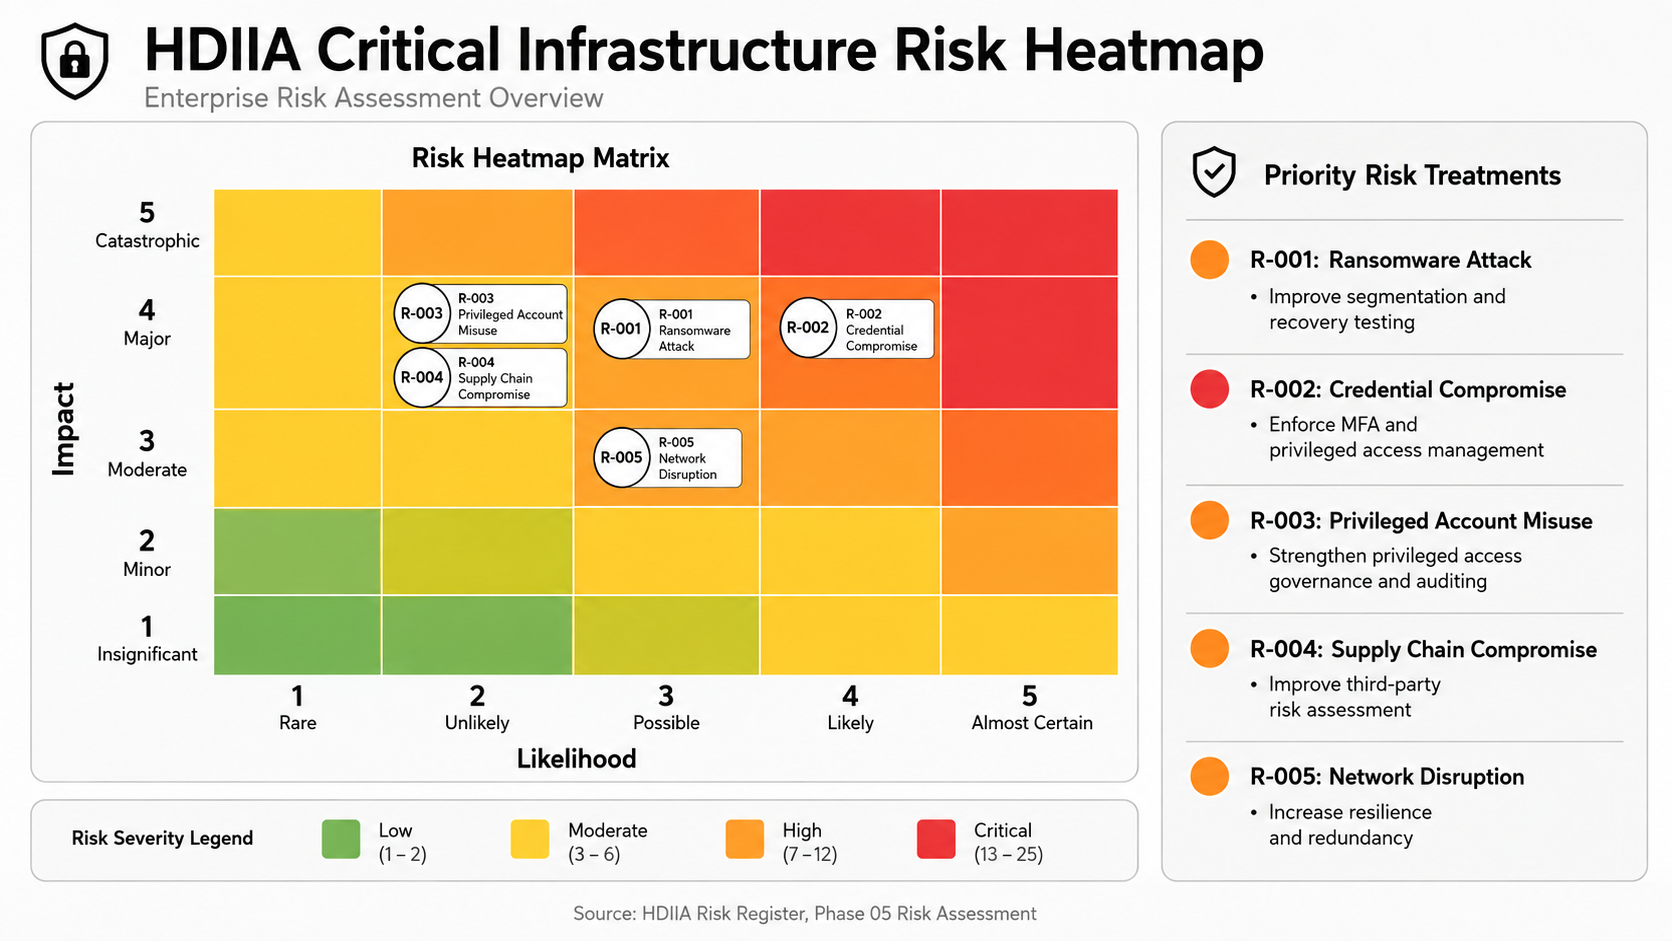 HDIIA Critical Infrastructure Risk Heatmap
Enterprise Risk Assessment Overview
Risk Heatmap Matrix
Impact
5
Catastrophic
4
Major
3
Moderate
2
Minor
1
Insignificant
R-003
R-003
Privileged Account
Misuse
R-004
R-004
Supply Chain
Compromise
R-001
R-001
Ransomware
Attack
R-002
R-002
Credential
Compromise
R-005
R-005
Network
Disruption
1
Rare
2
Unlikely
3
Possible
4
Likely
5
Almost Certain
Likelihood
Risk Severity Legend
Low
(1 – 2)
Moderate
(3 – 6)
High
(7 – 12)
Critical
(13 – 25)
Priority Risk Treatments
R-001: Ransomware Attack
• Improve segmentation and
recovery testing
R-002: Credential Compromise
• Enforce MFA and
privileged access management
R-003: Privileged Account Misuse
• Strengthen privileged access
governance and auditing
R-004: Supply Chain Compromise
• Improve third-party
risk assessment
R-005: Network Disruption
• Increase resilience
and redundancy
Source: HDIIA Risk Register, Phase 05 Risk Assessment